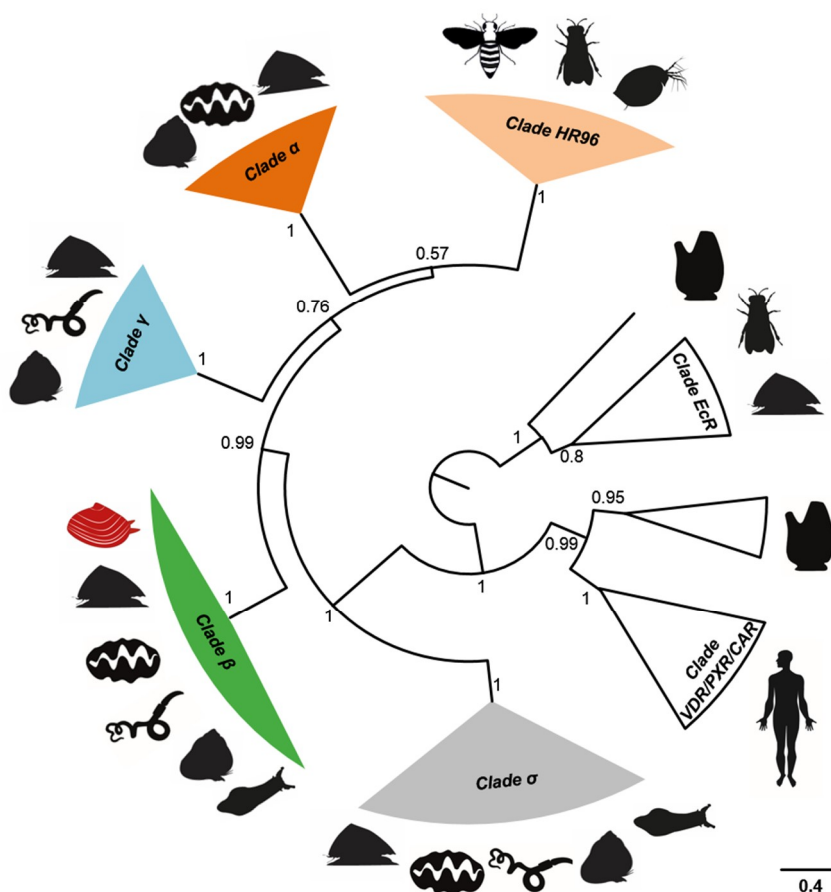 Clade HR96
Clade α
1
1
0.57
0.76
Clade γ
1
Clade EcR
1
0.8
0.99
0.95
0.99
1
1
Clade β
1
1
Clade
VDR/PXR/CAR
1
Clade σ
0.4